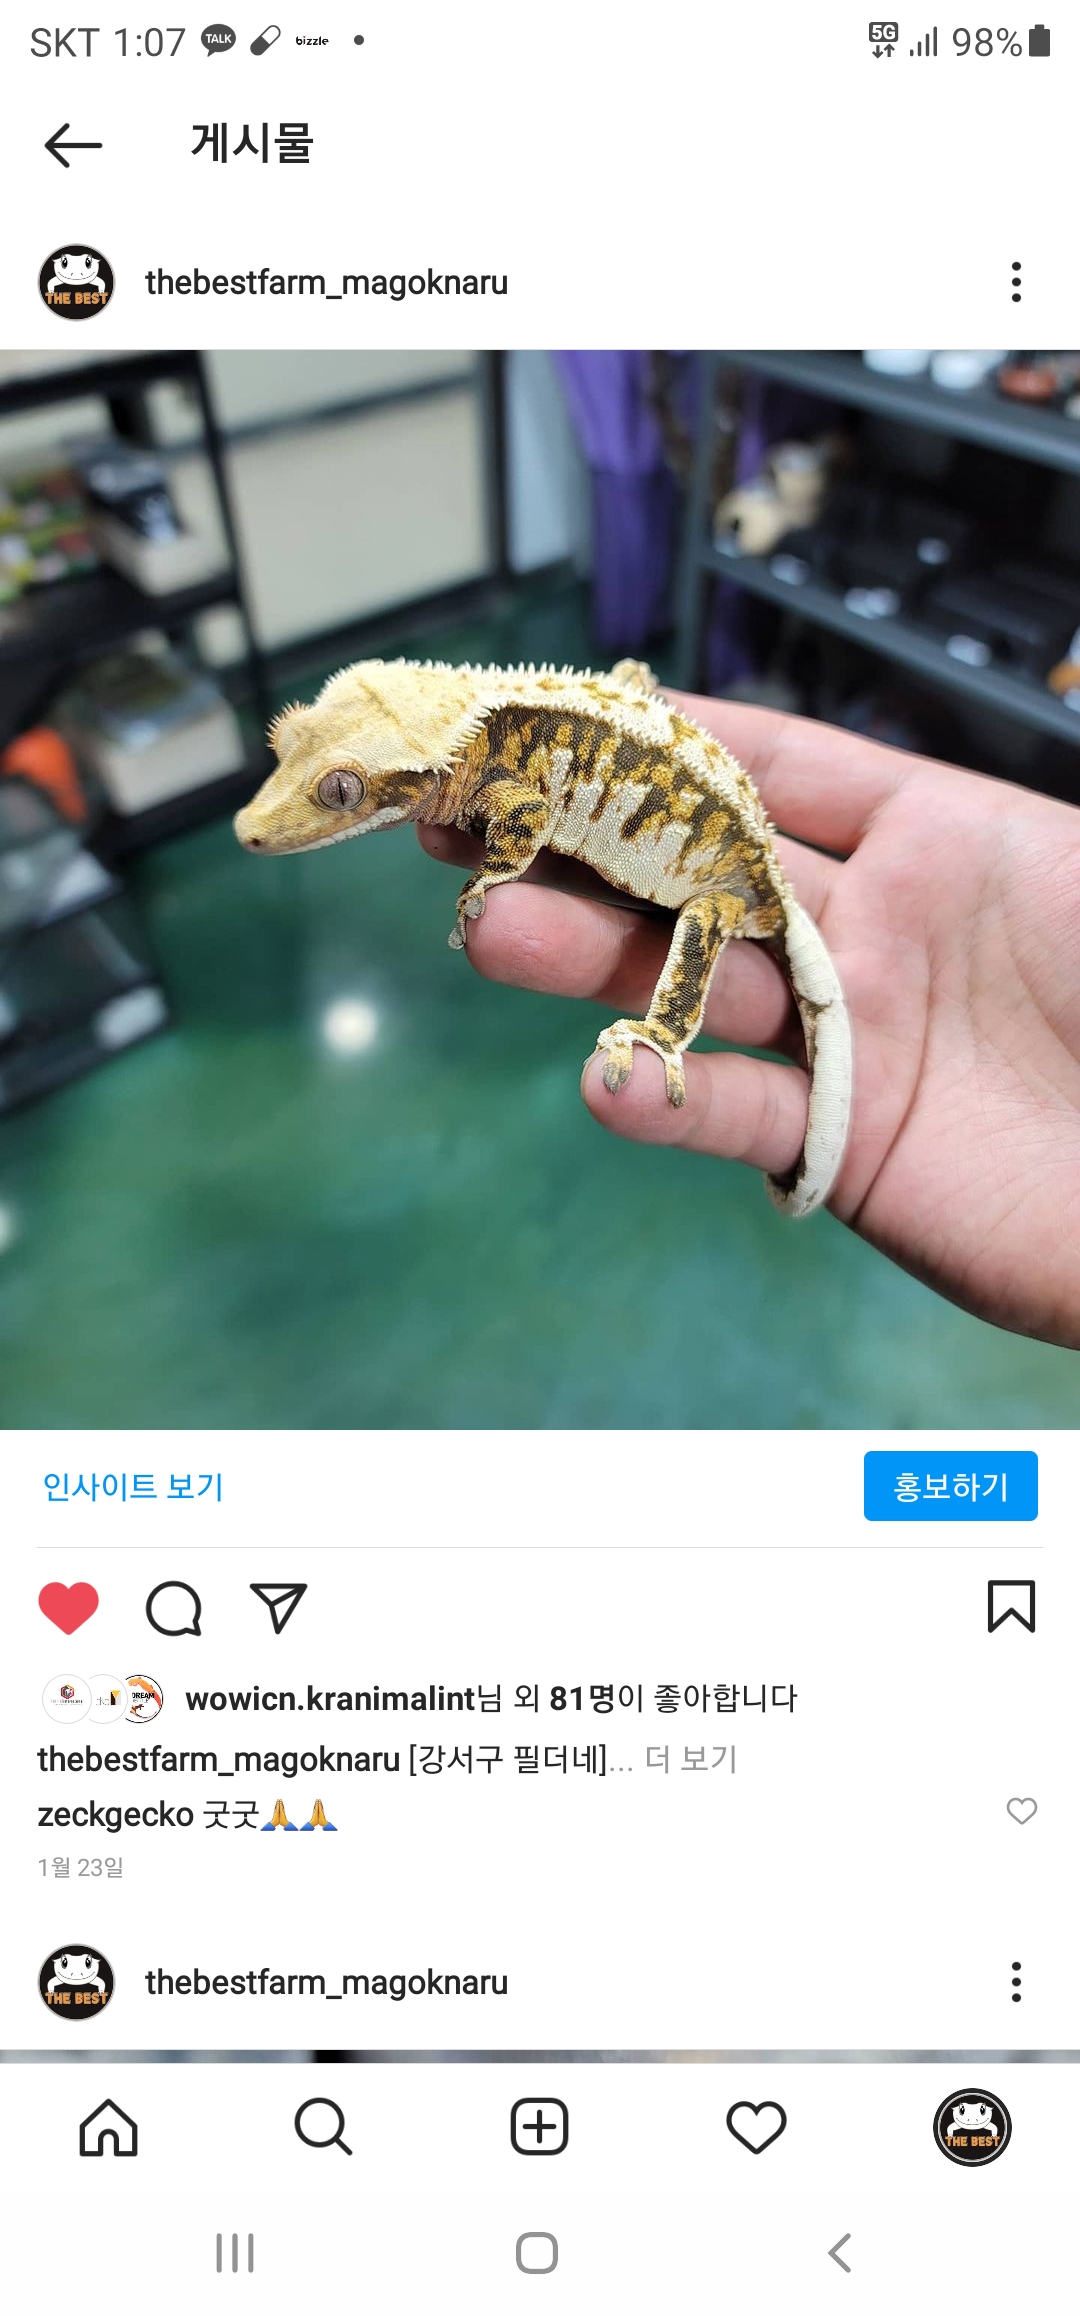 SKT 1:07 TALK bizzle 5G 98%
게시물
THE BEST
thebestfarm_magoknaru
인사이트 보기
홍보하기
DREAM
wowicn.kranimalint님 외 81명이 좋아합니다
thebestfarm_magoknaru [강서구 필더네]... 더 보기
zeckgecko 굿굿🙏🙏
1월 23일
THE BEST
thebestfarm_magoknaru
THE BEST